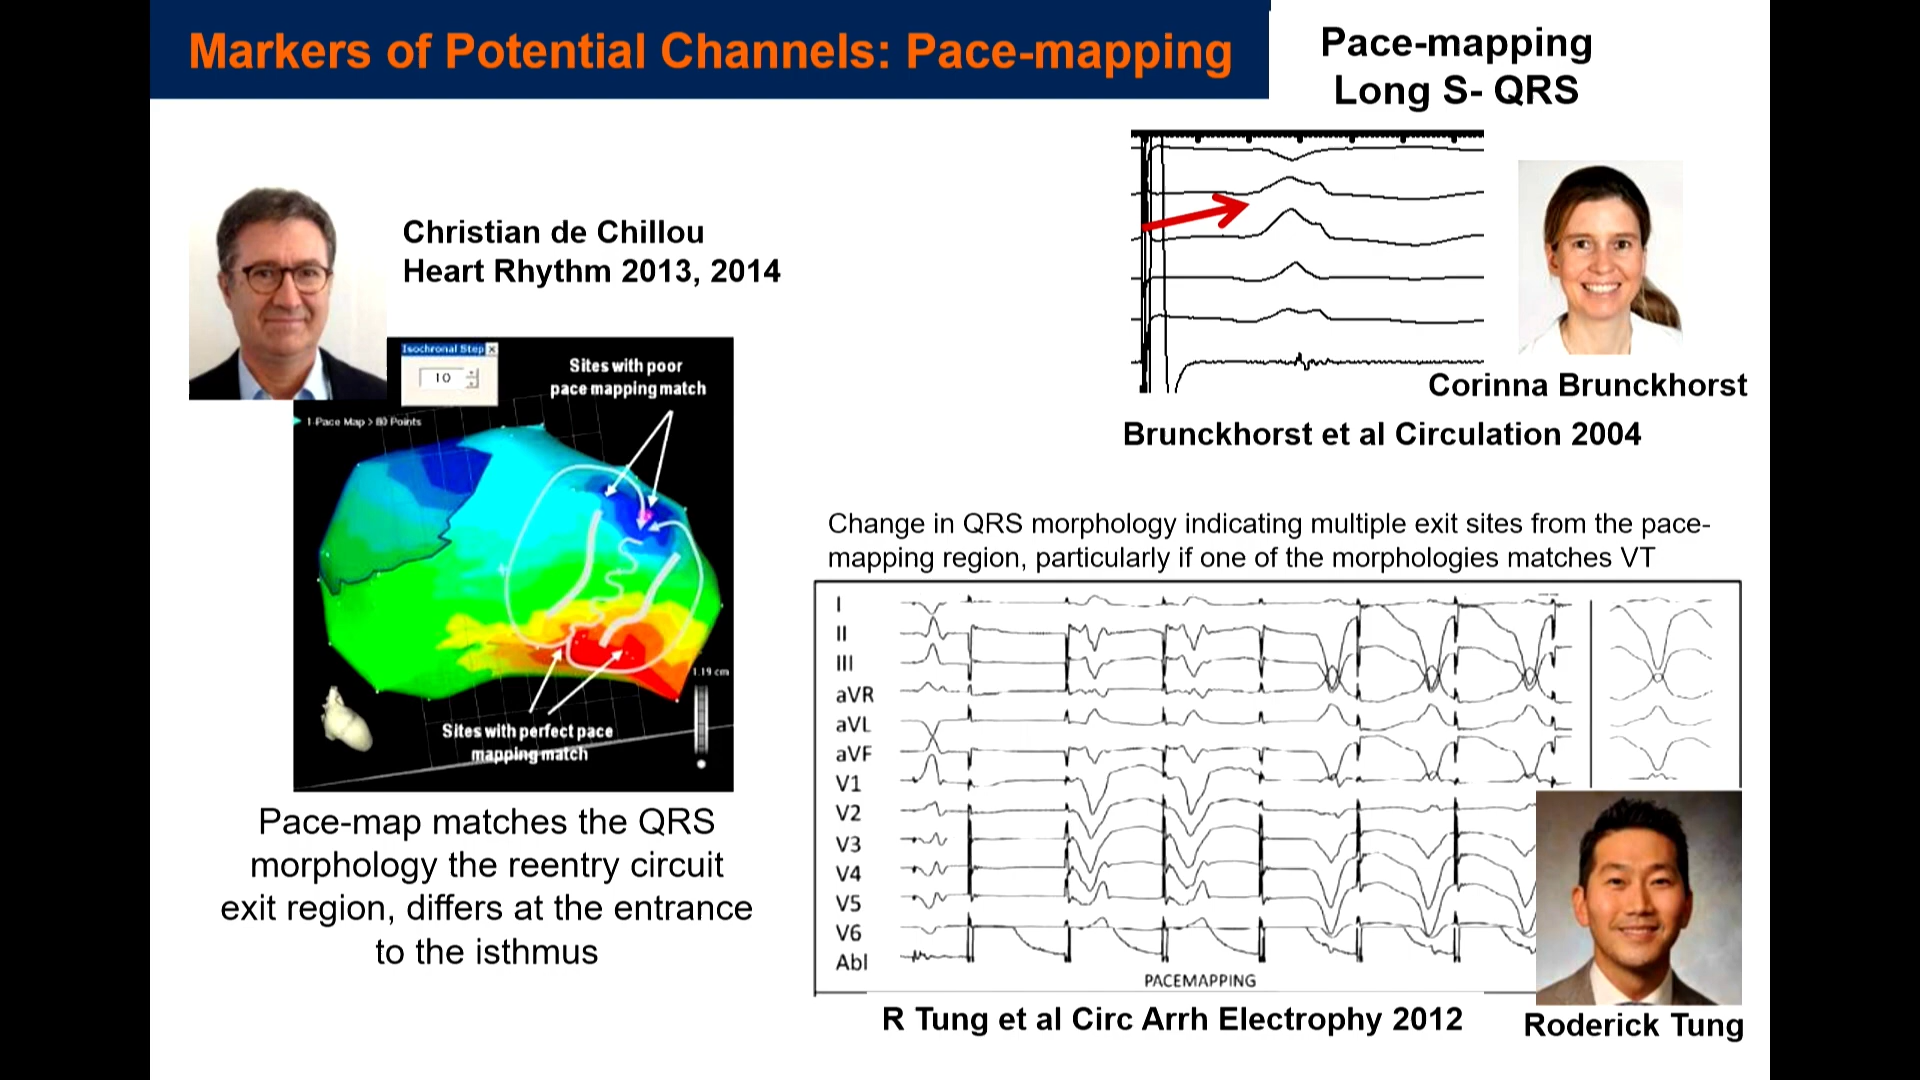 Markers of Potential Channels: Pace-mapping
Pace-mapping
Long S- QRS
Christian de Chillou
Heart Rhythm 2013, 2014
Isochronal Step
10
Sites with poor
pace mapping match
1-Pace Map > 80 Points
1.19 cm
Sites with perfect pace
mapping match
Pace-map matches the QRS
morphology the reentry circuit
exit region, differs at the entrance
to the isthmus
Corinna Brunckhorst
Brunckhorst et al Circulation 2004
Change in QRS morphology indicating multiple exit sites from the pace-
mapping region, particularly if one of the morphologies matches VT
I
II
III
aVR
aVL
aVF
V1
V2
V3
V4
V5
V6
Abl
PACEMAPPING
R Tung et al Circ Arrh Electrophy 2012
Roderick Tung